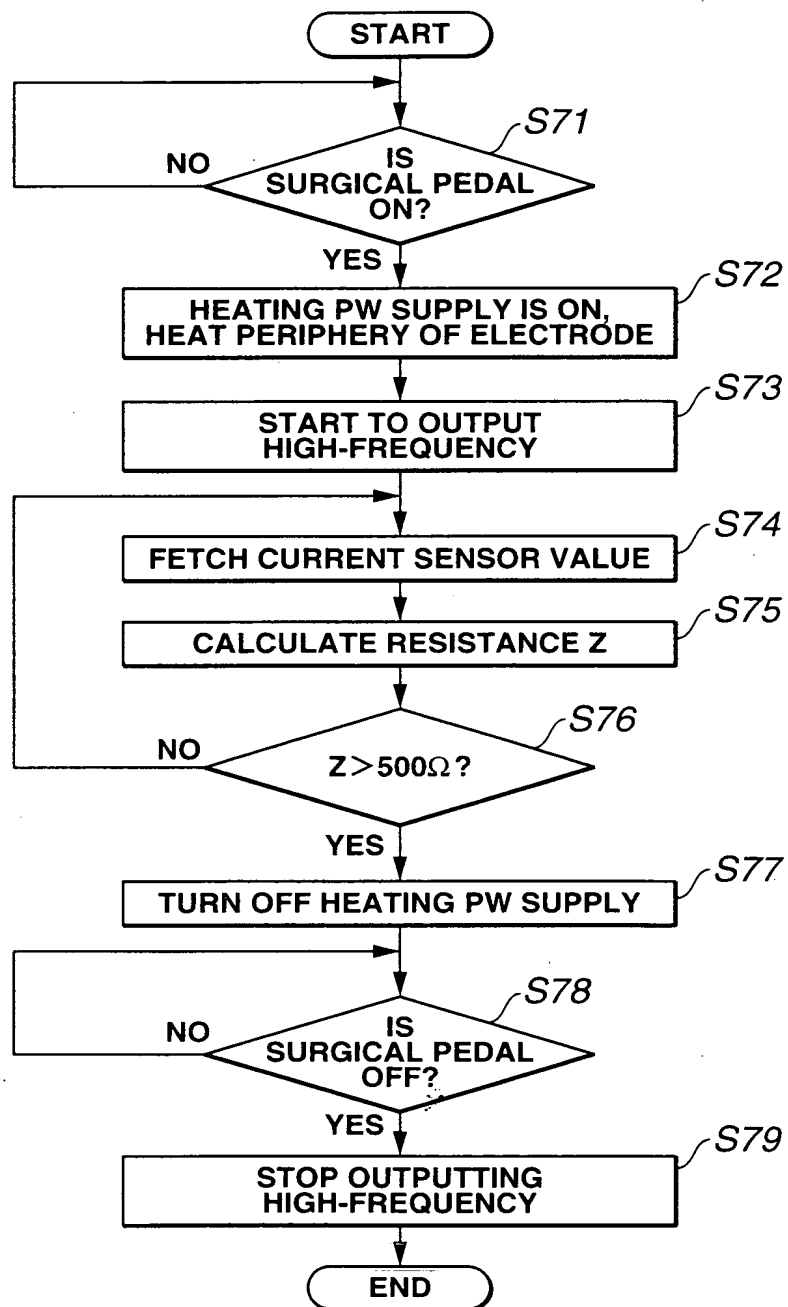 START
S71
NO
IS
SURGICAL PEDAL
ON?
YES
S72
HEATING PW SUPPLY IS ON,
HEAT PERIPHERY OF ELECTRODE
S73
START TO OUTPUT
HIGH-FREQUENCY
S74
FETCH CURRENT SENSOR VALUE
S75
CALCULATE RESISTANCE Z
S76
NO
Z>500Ω?
YES
S77
TURN OFF HEATING PW SUPPLY
S78
NO
IS
SURGICAL PEDAL
OFF?
YES
S79
STOP OUTPUTTING
HIGH-FREQUENCY
END